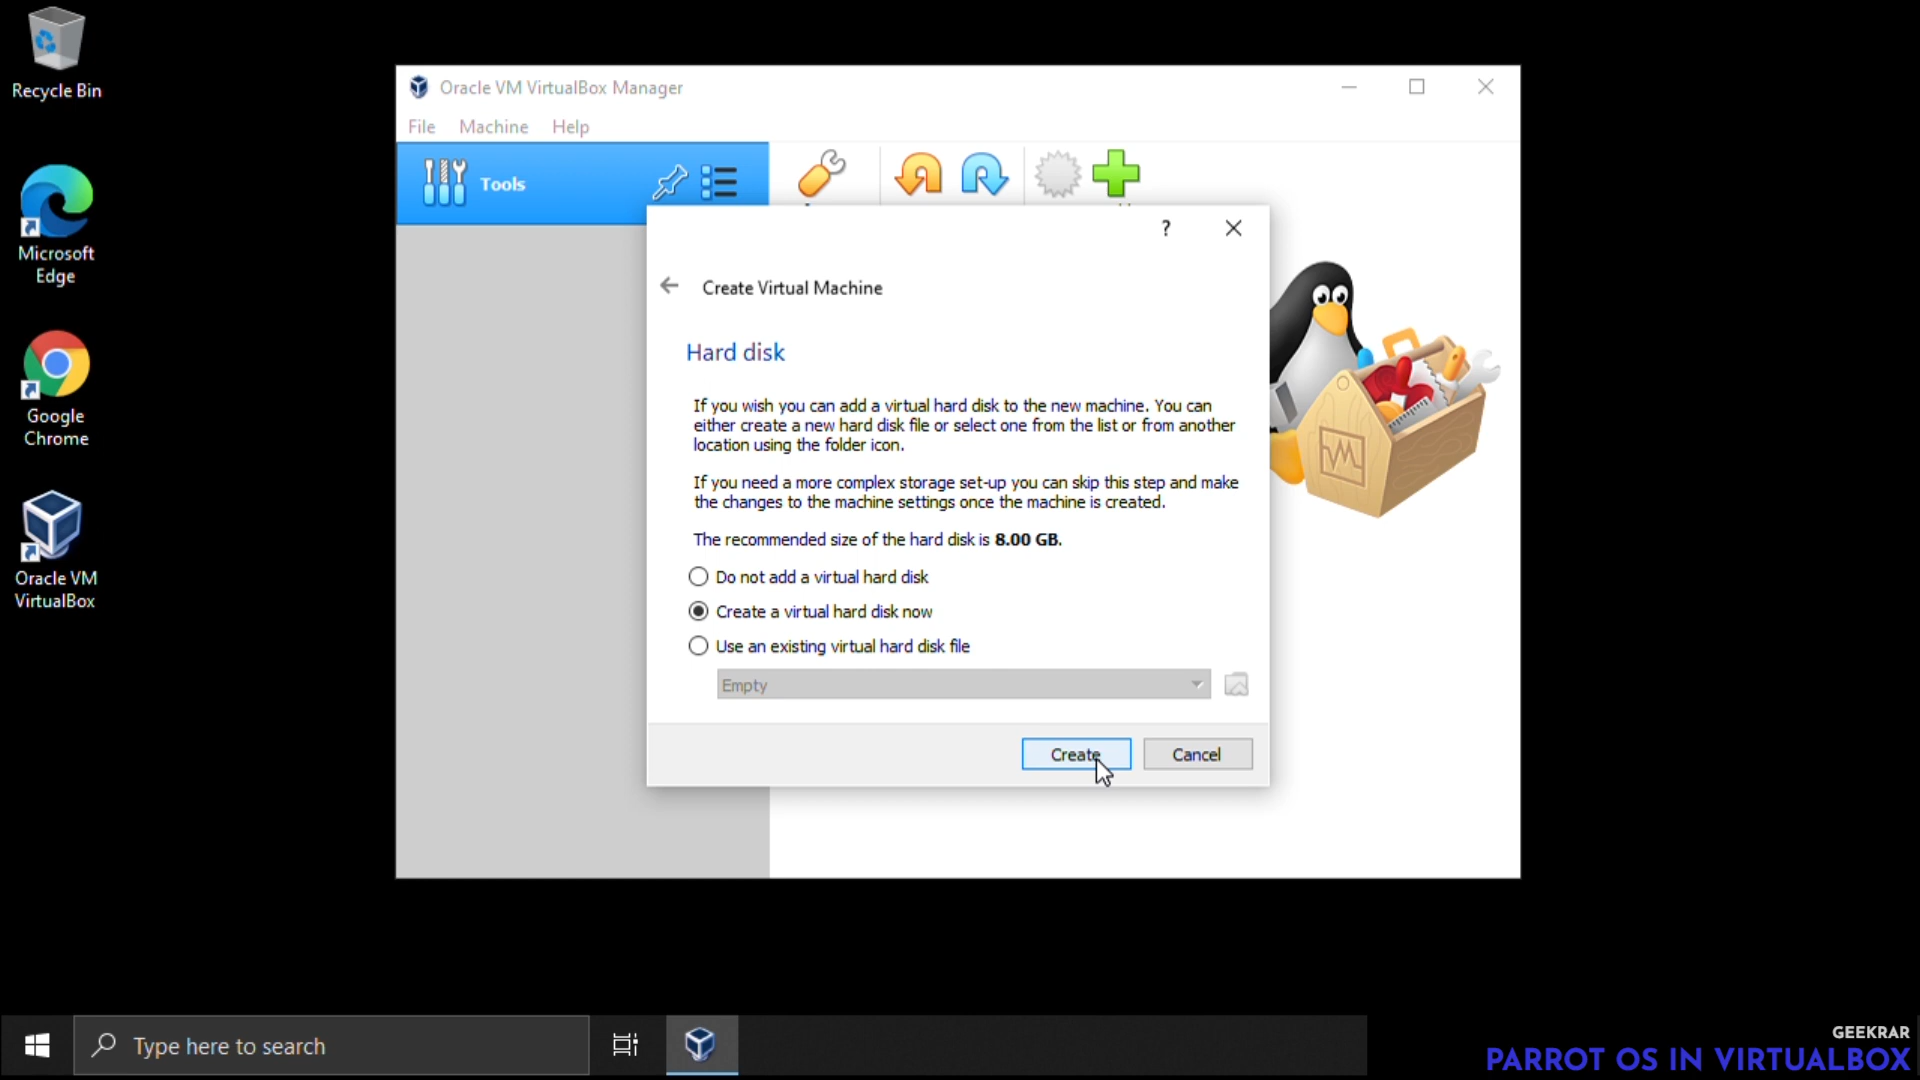 Recycle Bin
Microsoft
Edge
Google
Chrome
Oracle VM
VirtualBox
Oracle VM VirtualBox Manager
File Machine Help
Tools
?
Create Virtual Machine
Hard disk
If you wish you can add a virtual hard disk to the new machine. You can
either create a new hard disk file or select one from the list or from another
location using the folder icon.
If you need a more complex storage set-up you can skip this step and make
the changes to the machine settings once the machine is created.
The recommended size of the hard disk is 8.00 GB.
Do not add a virtual hard disk
Create a virtual hard disk now
Use an existing virtual hard disk file
Empty
Create Cancel
Type here to search
GEEKRAR
PARROT OS IN VIRTUALBOX